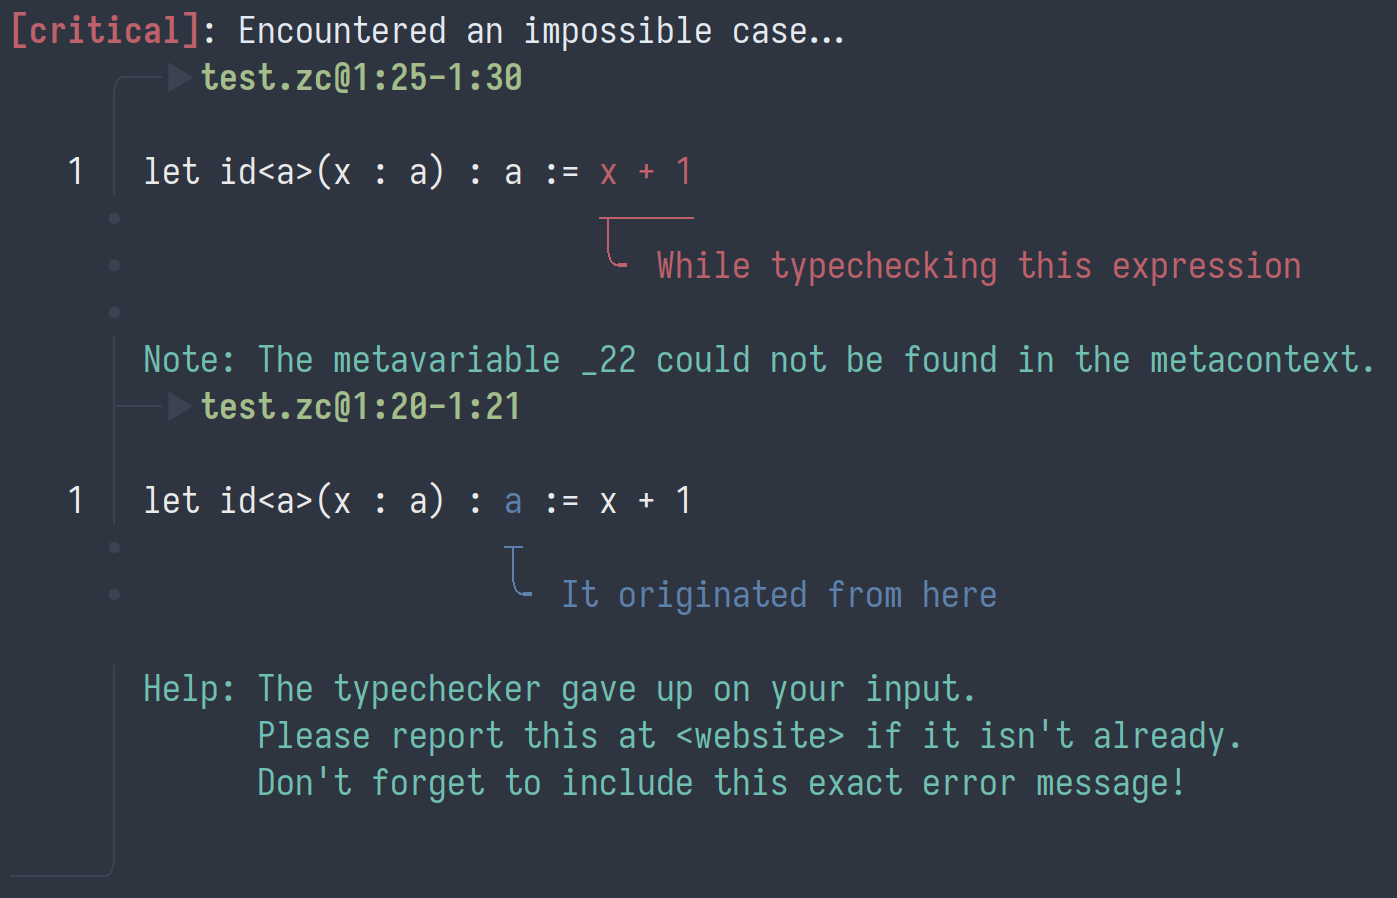 [critical]: Encountered an impossible case...
test.zc@1:25-1:30
1 let id<a>(x : a) : a := x + 1
While typechecking this expression
Note: The metavariable _22 could not be found in the metacontext.
test.zc@1:20-1:21
1 let id<a>(x : a) : a := x + 1
It originated from here
Help: The typechecker gave up on your input.
Please report this at <website> if it isn't already.
Don't forget to include this exact error message!